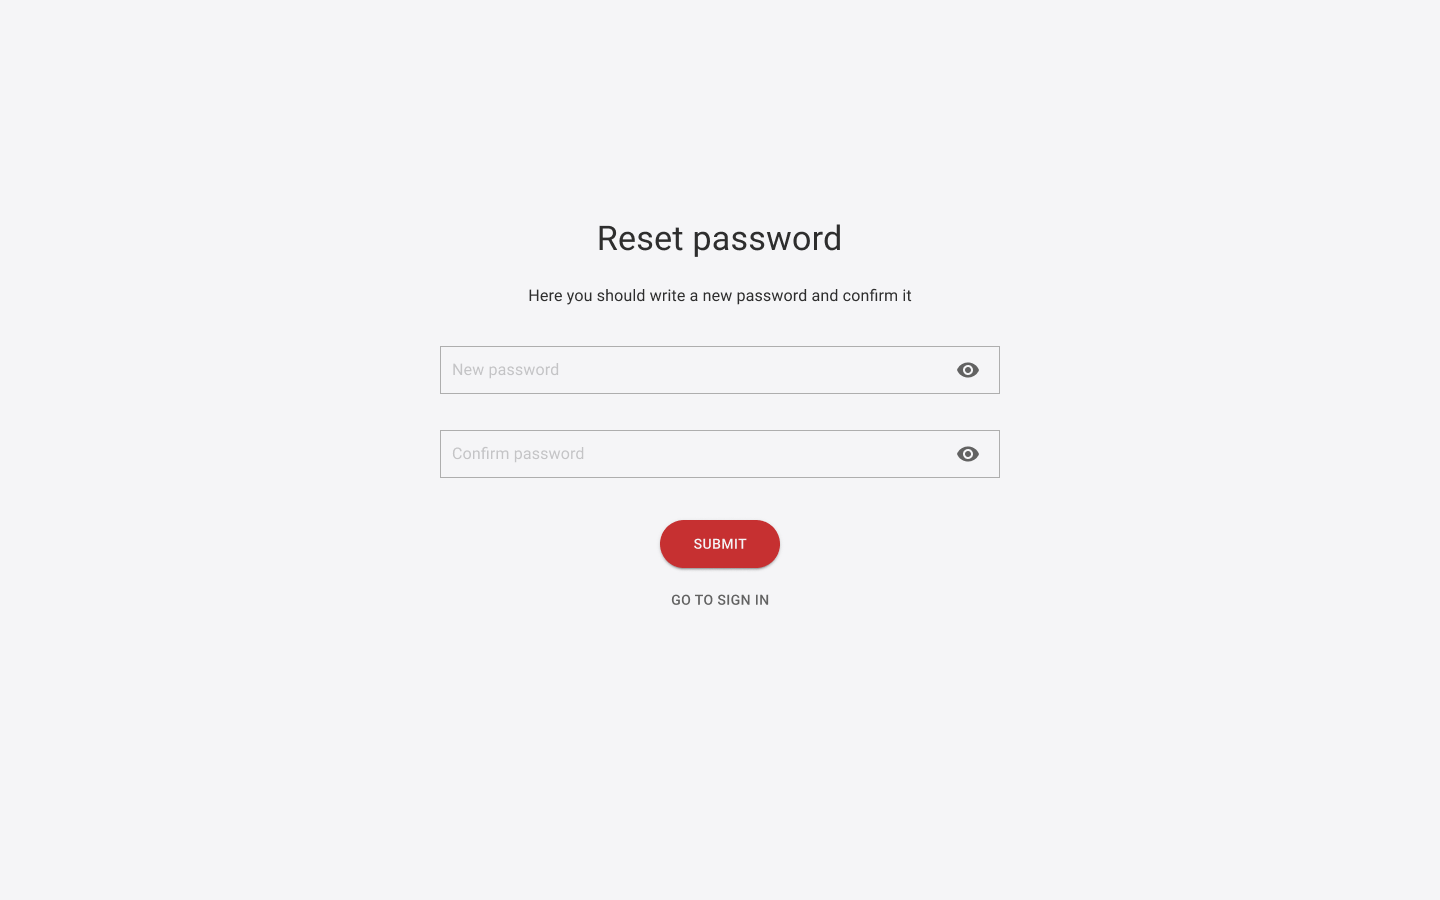 Reset password
Here you should write a new password and confirm it
New password
Confirm password
SUBMIT
GO TO SIGN IN